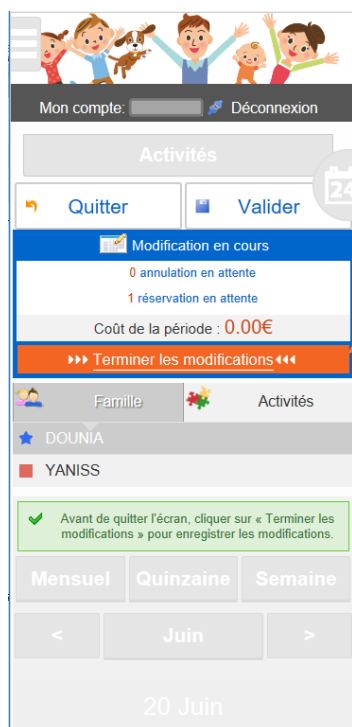 Mon compte: Déconnexion
Activités
24
Quitter Valider
Modification en cours
0 annulation en attente
1 réservation en attente
Coût de la période : 0.00€
Terminer les modifications
Famille Activités
DOUNIA
YANISS
Avant de quitter l'écran, cliquer sur « Terminer les
modifications » pour enregistrer les modifications.
Mensuel Quinzaine Semaine
< Juin >
20 Juin